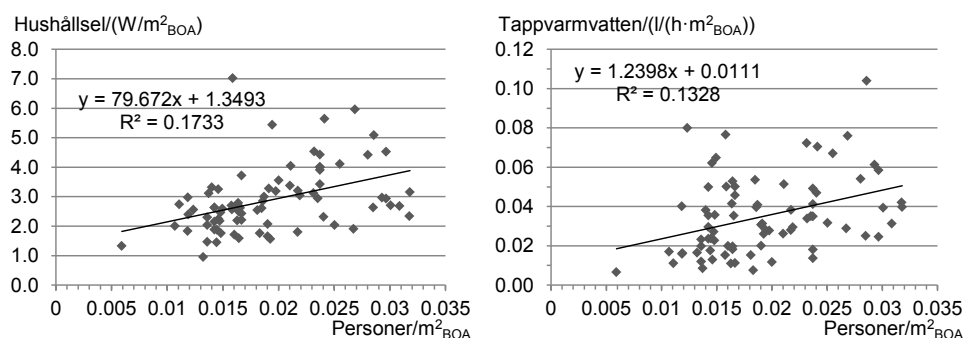 Hushållsel/(W/m²BOA)
8.0
7.0
6.0
5.0
4.0
3.0
2.0
1.0
0.0
y = 79.672x + 1.3493
R² = 0.1733
0 0.005 0.01 0.015 0.02 0.025 0.03 0.035
Personer/m²BOA
Tappvarmvatten/(l/(h·m²BOA))
0.12
0.10
0.08
0.06
0.04
0.02
0.00
y = 1.2398x + 0.0111
R² = 0.1328
0 0.005 0.01 0.015 0.02 0.025 0.03 0.035
Personer/m²BOA